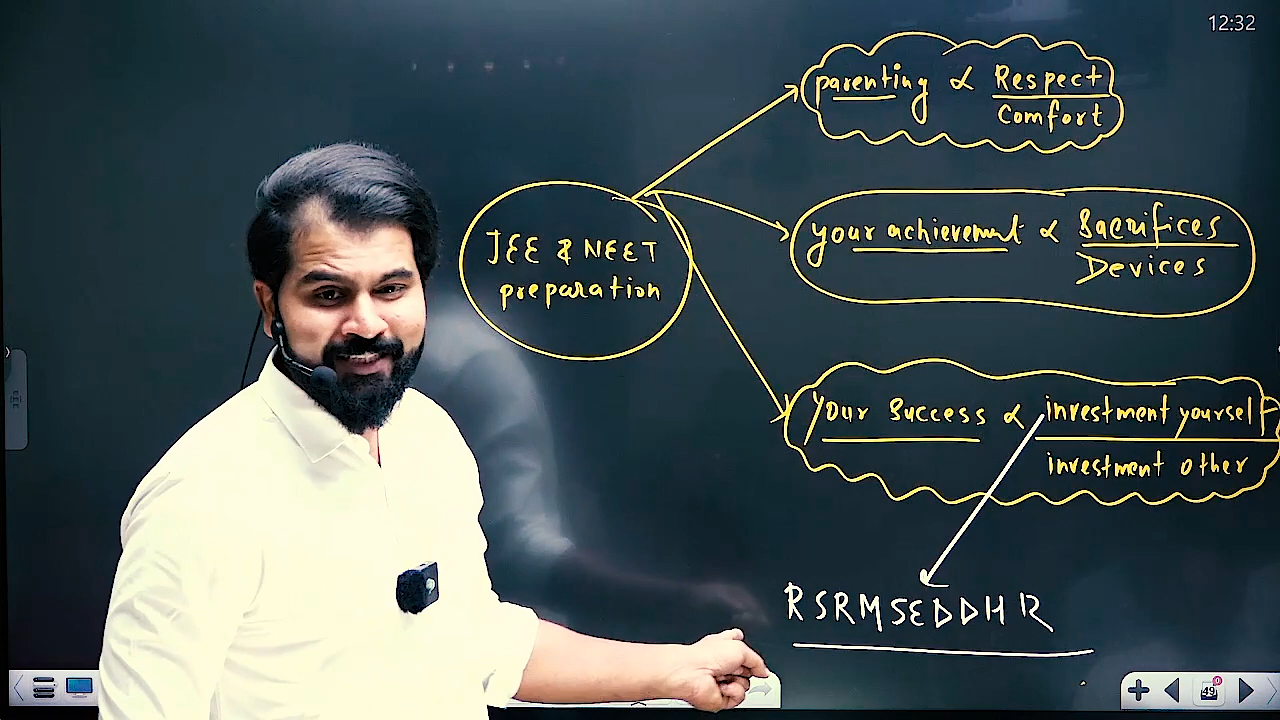 12:32
parenting ∝ Respect
Comfort
JEE & NEET
preparation
your achievement ∝ Sacrifices
Devices
Your Success ∝ investment yourself
investment other
RSRMSEDDHR
49